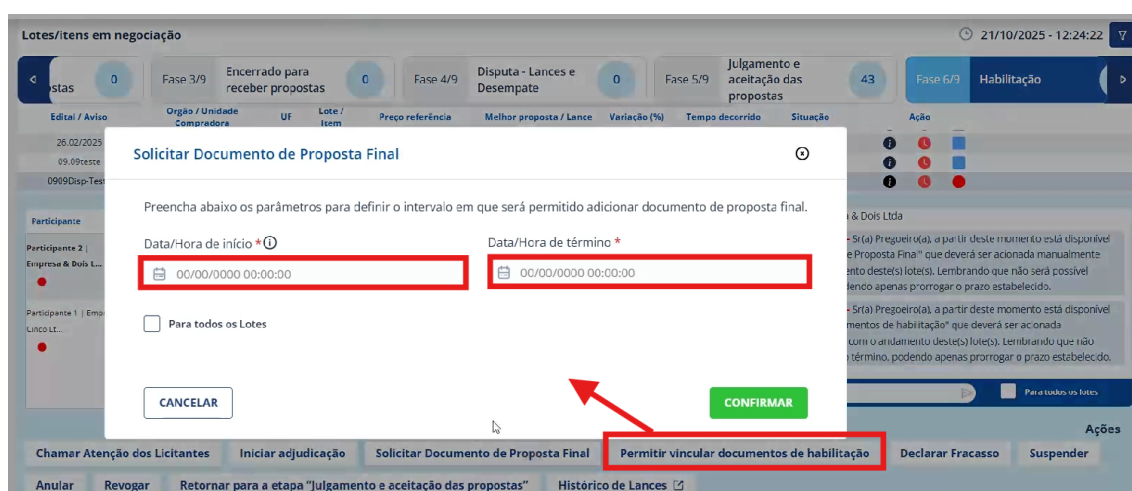 Lotes/itens em negociação
21/10/2025 - 12:24:22
stas 0
Fase 3/9 Encerrado para receber propostas 0
Fase 4/9 Disputa - Lances e Desempate 0
Fase 5/9 Julgamento e aceitação das propostas 43
Fase 6/9 Habilitação
Edital / Aviso Orgão / Unidade Compradora UF Lote / Item Preço referência Melhor proposta / Lance Variação (%) Tempo decorrido Situação Ação
26.02/2025
09.09teste
0909Disp-Test
Solicitar Documento de Proposta Final
Preencha abaixo os parâmetros para definir o intervalo em que será permitido adicionar documento de proposta final.
Data/Hora de início * Data/Hora de término *
00/00/0000 00:00:00 00/00/0000 00:00:00
Para todos os Lotes
CANCELAR CONFIRMAR
Participante
Participante 2 |
Empresa & Dois L...
Participante 1 | Emp
Cinco Lt...
& Dois Ltda
- Sr(a) Pregoeiro(a), a partir deste momento está disponível
e Proposta Final" que deverá ser acionada manualmente
ento deste(s) lote(s). Lembrando que não será possível
dendo apenas prorrogar o prazo estabelecido.
- Sr(a) Pregoeiro(a), a partir deste momento está disponível
mentos de habilitação" que deverá ser acionada
com o andamento deste(s) lote(s). Lembrando que não
término, podendo apenas prorrogar o prazo estabelecido.
Para todos os lotes
Ações
Chamar Atenção dos Licitantes Iniciar adjudicação Solicitar Documento de Proposta Final Permitir vincular documentos de habilitação Declarar Fracasso Suspender
Anular Revogar Retornar para a etapa "Julgamento e aceitação das propostas" Histórico de Lances